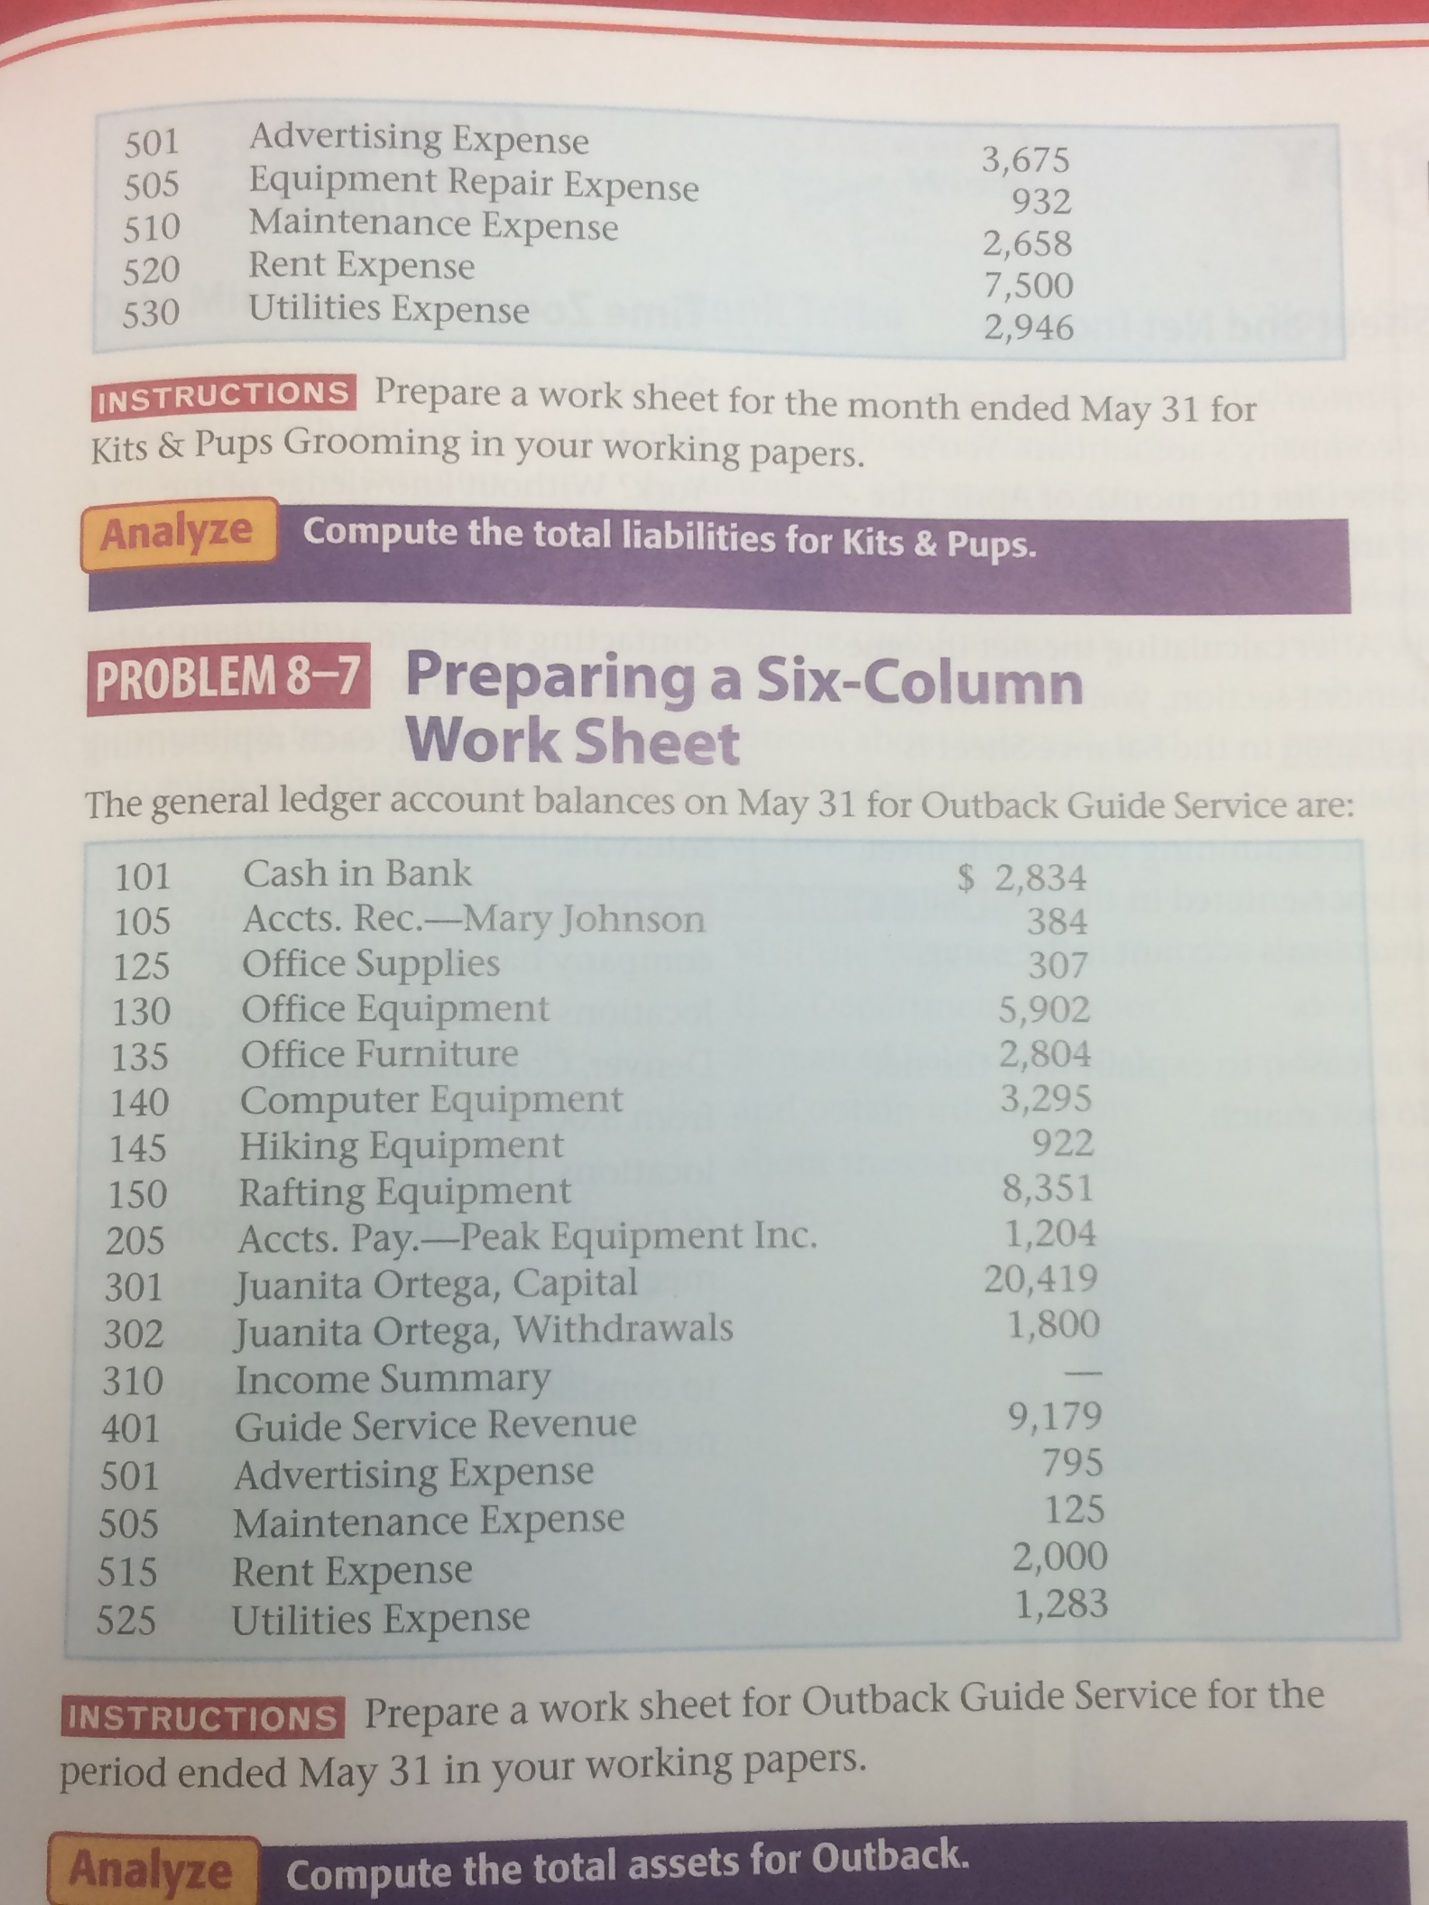 501 Advertising Expense 3,675
505 Equipment Repair Expense 932
510 Maintenance Expense 2,658
520 Rent Expense 7,500
530 Utilities Expense 2,946
INSTRUCTIONS Prepare a work sheet for the month ended May 31 for
Kits & Pups Grooming in your working papers.
Analyze Compute the total liabilities for Kits & Pups.
PROBLEM 8–7 Preparing a Six-Column
Work Sheet
The general ledger account balances on May 31 for Outback Guide Service are:
101 Cash in Bank $ 2,834
105 Accts. Rec.—Mary Johnson 384
125 Office Supplies 307
130 Office Equipment 5,902
135 Office Furniture 2,804
140 Computer Equipment 3,295
145 Hiking Equipment 922
150 Rafting Equipment 8,351
205 Accts. Pay.—Peak Equipment Inc. 1,204
301 Juanita Ortega, Capital 20,419
302 Juanita Ortega, Withdrawals 1,800
310 Income Summary —
401 Guide Service Revenue 9,179
501 Advertising Expense 795
505 Maintenance Expense 125
515 Rent Expense 2,000
525 Utilities Expense 1,283
INSTRUCTIONS Prepare a work sheet for Outback Guide Service for the
period ended May 31 in your working papers.
Analyze Compute the total assets for Outback.